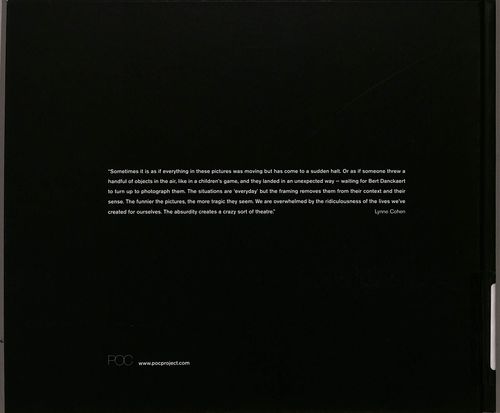 "Sometimes it is as if everything in these pictures was moving but has come to a sudden halt. Or as if someone threw a
handful of objects in the air, like in a children's game, and they landed in an unexpected way – waiting for Bert Danckaert
to turn up to photograph them. The situations are 'everyday' but the framing removes them from their context and their
sense. The funnier the pictures, the more tragic they seem. We are overwhelmed by the ridiculousness of the lives we've
created for ourselves. The absurdity creates a crazy sort of theatre."
Lynne Cohen
POC www.pocproject.com